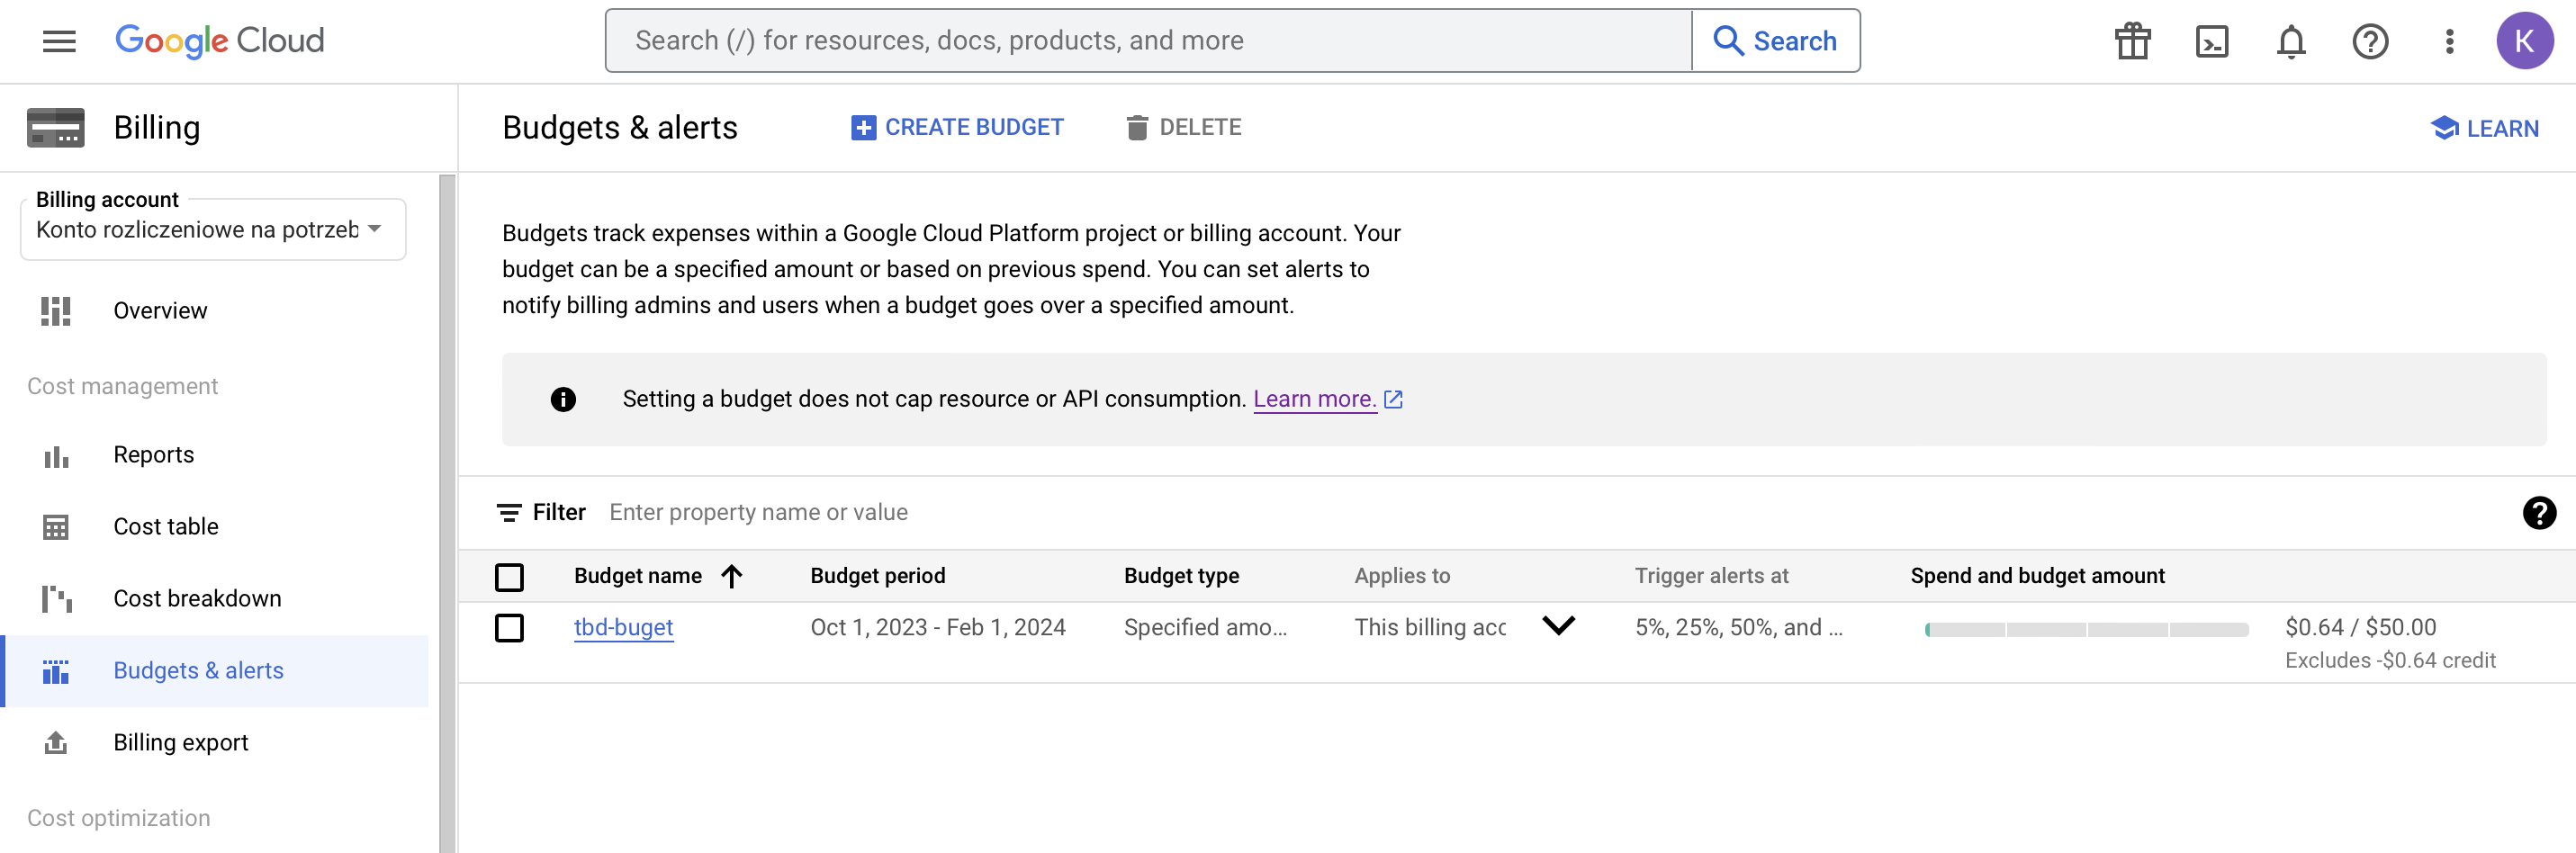 Google Cloud
Search (/) for resources, docs, products, and more
Search
K
Billing
Budgets & alerts
CREATE BUDGET
DELETE
LEARN
Billing account
Konto rozliczeniowe na potrzeb
Overview
Cost management
Reports
Cost table
Cost breakdown
Budgets & alerts
Billing export
Cost optimization
Budgets track expenses within a Google Cloud Platform project or billing account. Your
budget can be a specified amount or based on previous spend. You can set alerts to
notify billing admins and users when a budget goes over a specified amount.
Setting a budget does not cap resource or API consumption. Learn more.
Filter Enter property name or value
Budget name Budget period Budget type Applies to Trigger alerts at Spend and budget amount
tbd-buget Oct 1, 2023 - Feb 1, 2024 Specified amo... This billing acc 5%, 25%, 50%, and ... $0.64 / $50.00
Excludes -$0.64 credit